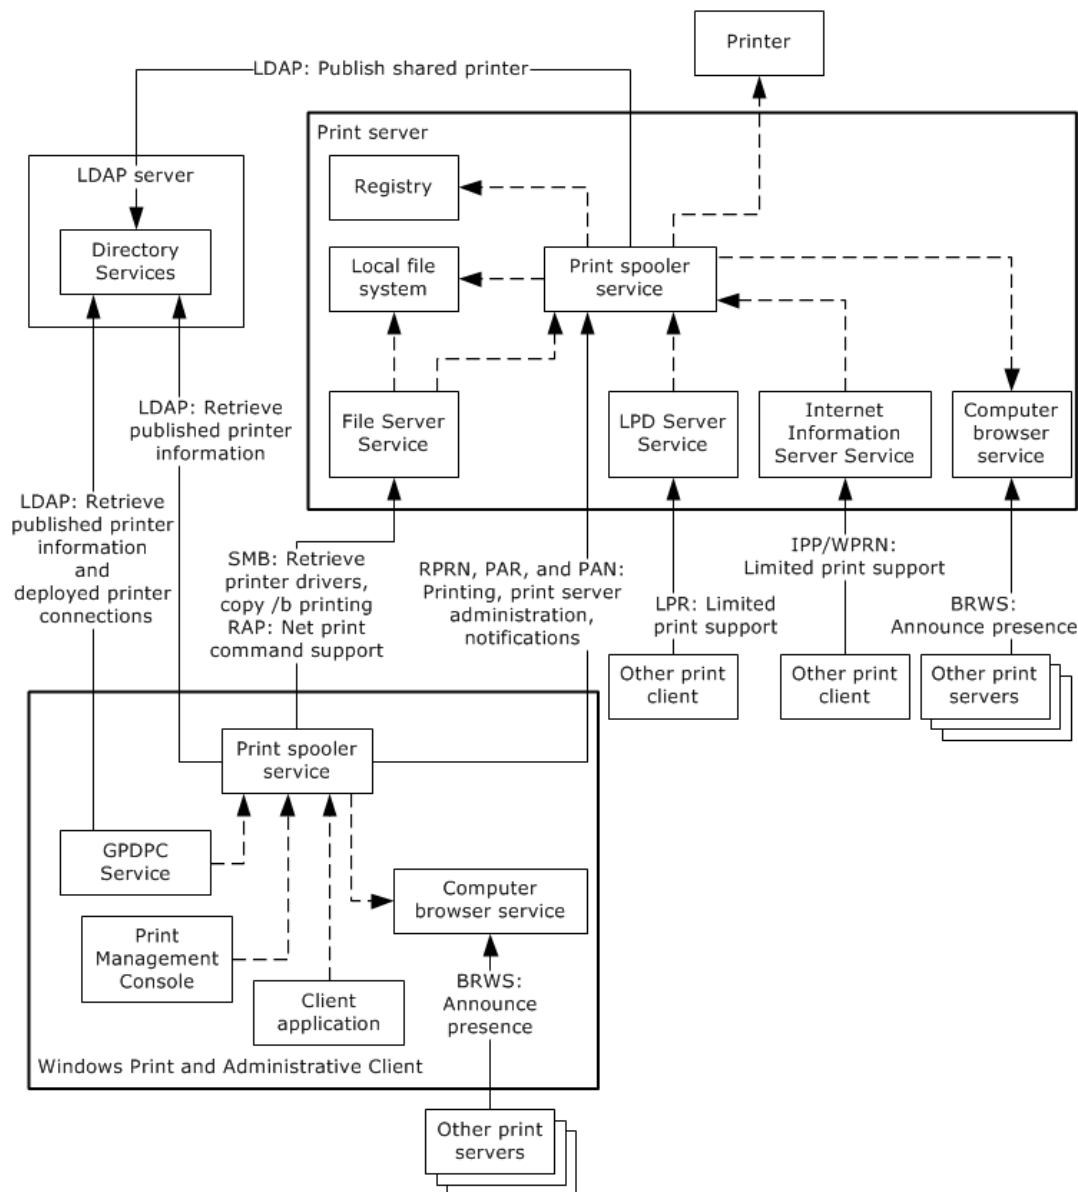 Printer
LDAP: Publish shared printer
Print server
LDAP server
Registry
Directory
Services
Local file
system
Print spooler
service
LDAP: Retrieve
published printer
information
File Server
Service
LPD Server
Service
Internet
Information
Server Service
Computer
browser
service
LDAP: Retrieve
published printer
information
and
deployed printer
connections
SMB: Retrieve
printer drivers,
copy /b printing
RAP: Net print
command support
RPRN, PAR, and PAN:
Printing, print server
administration,
notifications
LPR: Limited
print support
IPP/WPRN:
Limited print support
BRWS:
Announce presence
Other print
client
Other print
client
Other print
servers
Print spooler
service
GPDPC
Service
Computer
browser service
Print
Management
Console
Client
application
BRWS:
Announce
presence
Windows Print and Administrative Client
Other print
servers